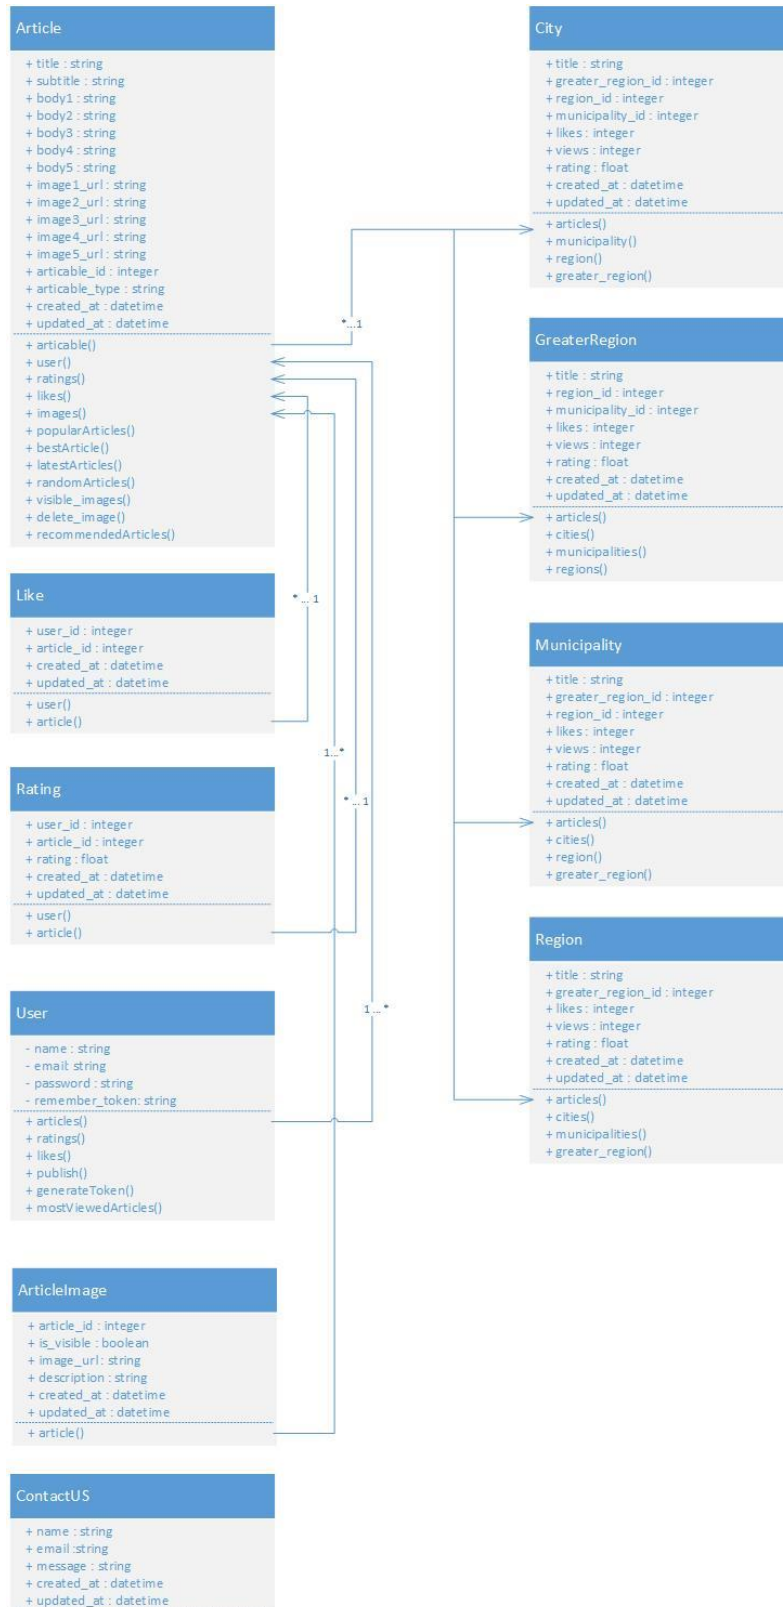 Article
+ title : string
+ subtitle : string
+ body1 : string
+ body2 : string
+ body3 : string
+ body4 : string
+ body5 : string
+ image1_url : string
+ image2_url : string
+ image3_url : string
+ image4_url : string
+ image5_url : string
+ articable_id : integer
+ articable_type : string
+ created_at : datetime
+ updated_at : datetime
+ articable()
+ user()
+ ratings()
+ likes()
+ images()
+ popularArticles()
+ bestArticle()
+ latestArticles()
+ randomArticles()
+ visible_images()
+ delete_image()
+ recommendedArticles()
Like
+ user_id : integer
+ article_id : integer
+ created_at : datetime
+ updated_at : datetime
+ user()
+ article()
Rating
+ user_id : integer
+ article_id : integer
+ rating : float
+ created_at : datetime
+ updated_at : datetime
+ user()
+ article()
User
- name : string
- email: string
- password : string
- remember_token: string
+ articles()
+ ratings()
+ likes()
+ publish()
+ generateToken()
+ mostViewedArticles()
ArticleImage
+ article_id : integer
+ is_visible : boolean
+ image_url : string
+ description : string
+ created_at : datetime
+ updated_at : datetime
+ article()
ContactUS
+ name : string
+ email :string
+ message : string
+ created_at : datetime
+ updated_at : datetime
*...1
* ... 1
1..*
* ... 1
1 ... *
City
+ title : string
+ greater_region_id : integer
+ region_id : integer
+ municipality_id : integer
+ likes : integer
+ views : integer
+ rating : float
+ created_at : datetime
+ updated_at : datetime
+ articles()
+ municipality()
+ region()
+ greater_region()
GreaterRegion
+ title : string
+ region_id : integer
+ municipality_id : integer
+ likes : integer
+ views : integer
+ rating : float
+ created_at : datetime
+ updated_at : datetime
+ articles()
+ cities()
+ municipalities()
+ regions()
Municipality
+ title : string
+ greater_region_id : integer
+ region_id : integer
+ likes : integer
+ views : integer
+ rating : float
+ created_at : datetime
+ updated_at : datetime
+ articles()
+ cities()
+ region()
+ greater_region()
Region
+ title : string
+ greater_region_id : integer
+ likes : integer
+ views : integer
+ rating : float
+ created_at : datetime
+ updated_at : datetime
+ articles()
+ cities()
+ municipalities()
+ greater_region()